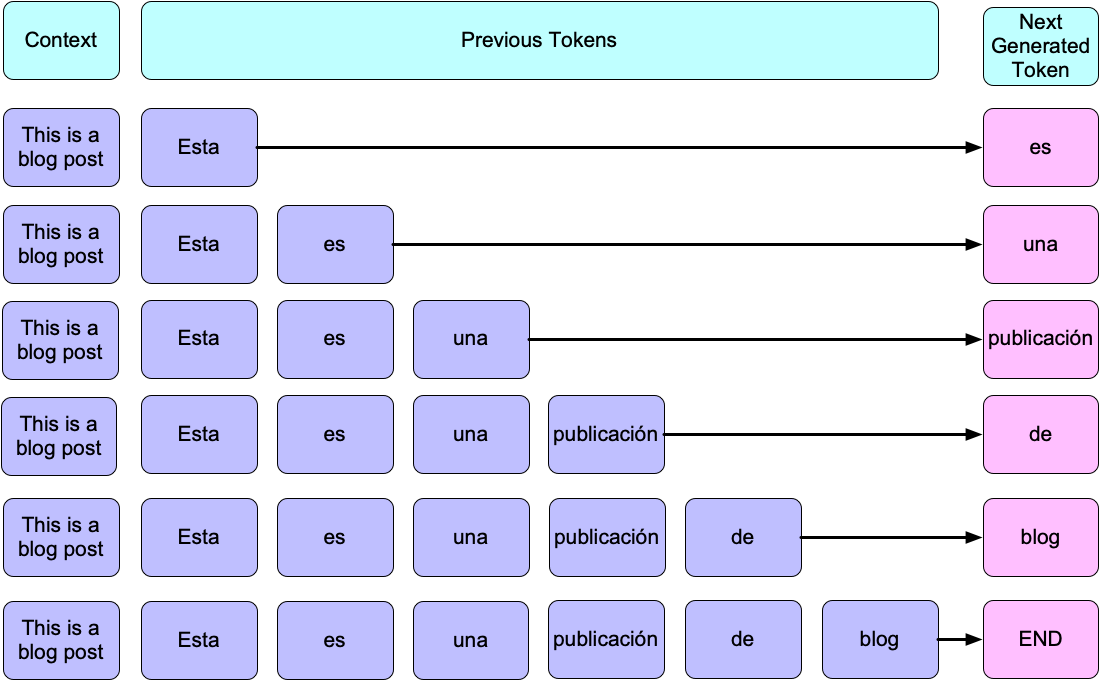 Context
Previous Tokens
Next
Generated
Token
This is a
blog post
Esta
es
This is a
blog post
Esta
es
una
This is a
blog post
Esta
es
una
publicación
This is a
blog post
Esta
es
una
publicación
de
This is a
blog post
Esta
es
una
publicación
de
blog
This is a
blog post
Esta
es
una
publicación
de
blog
END